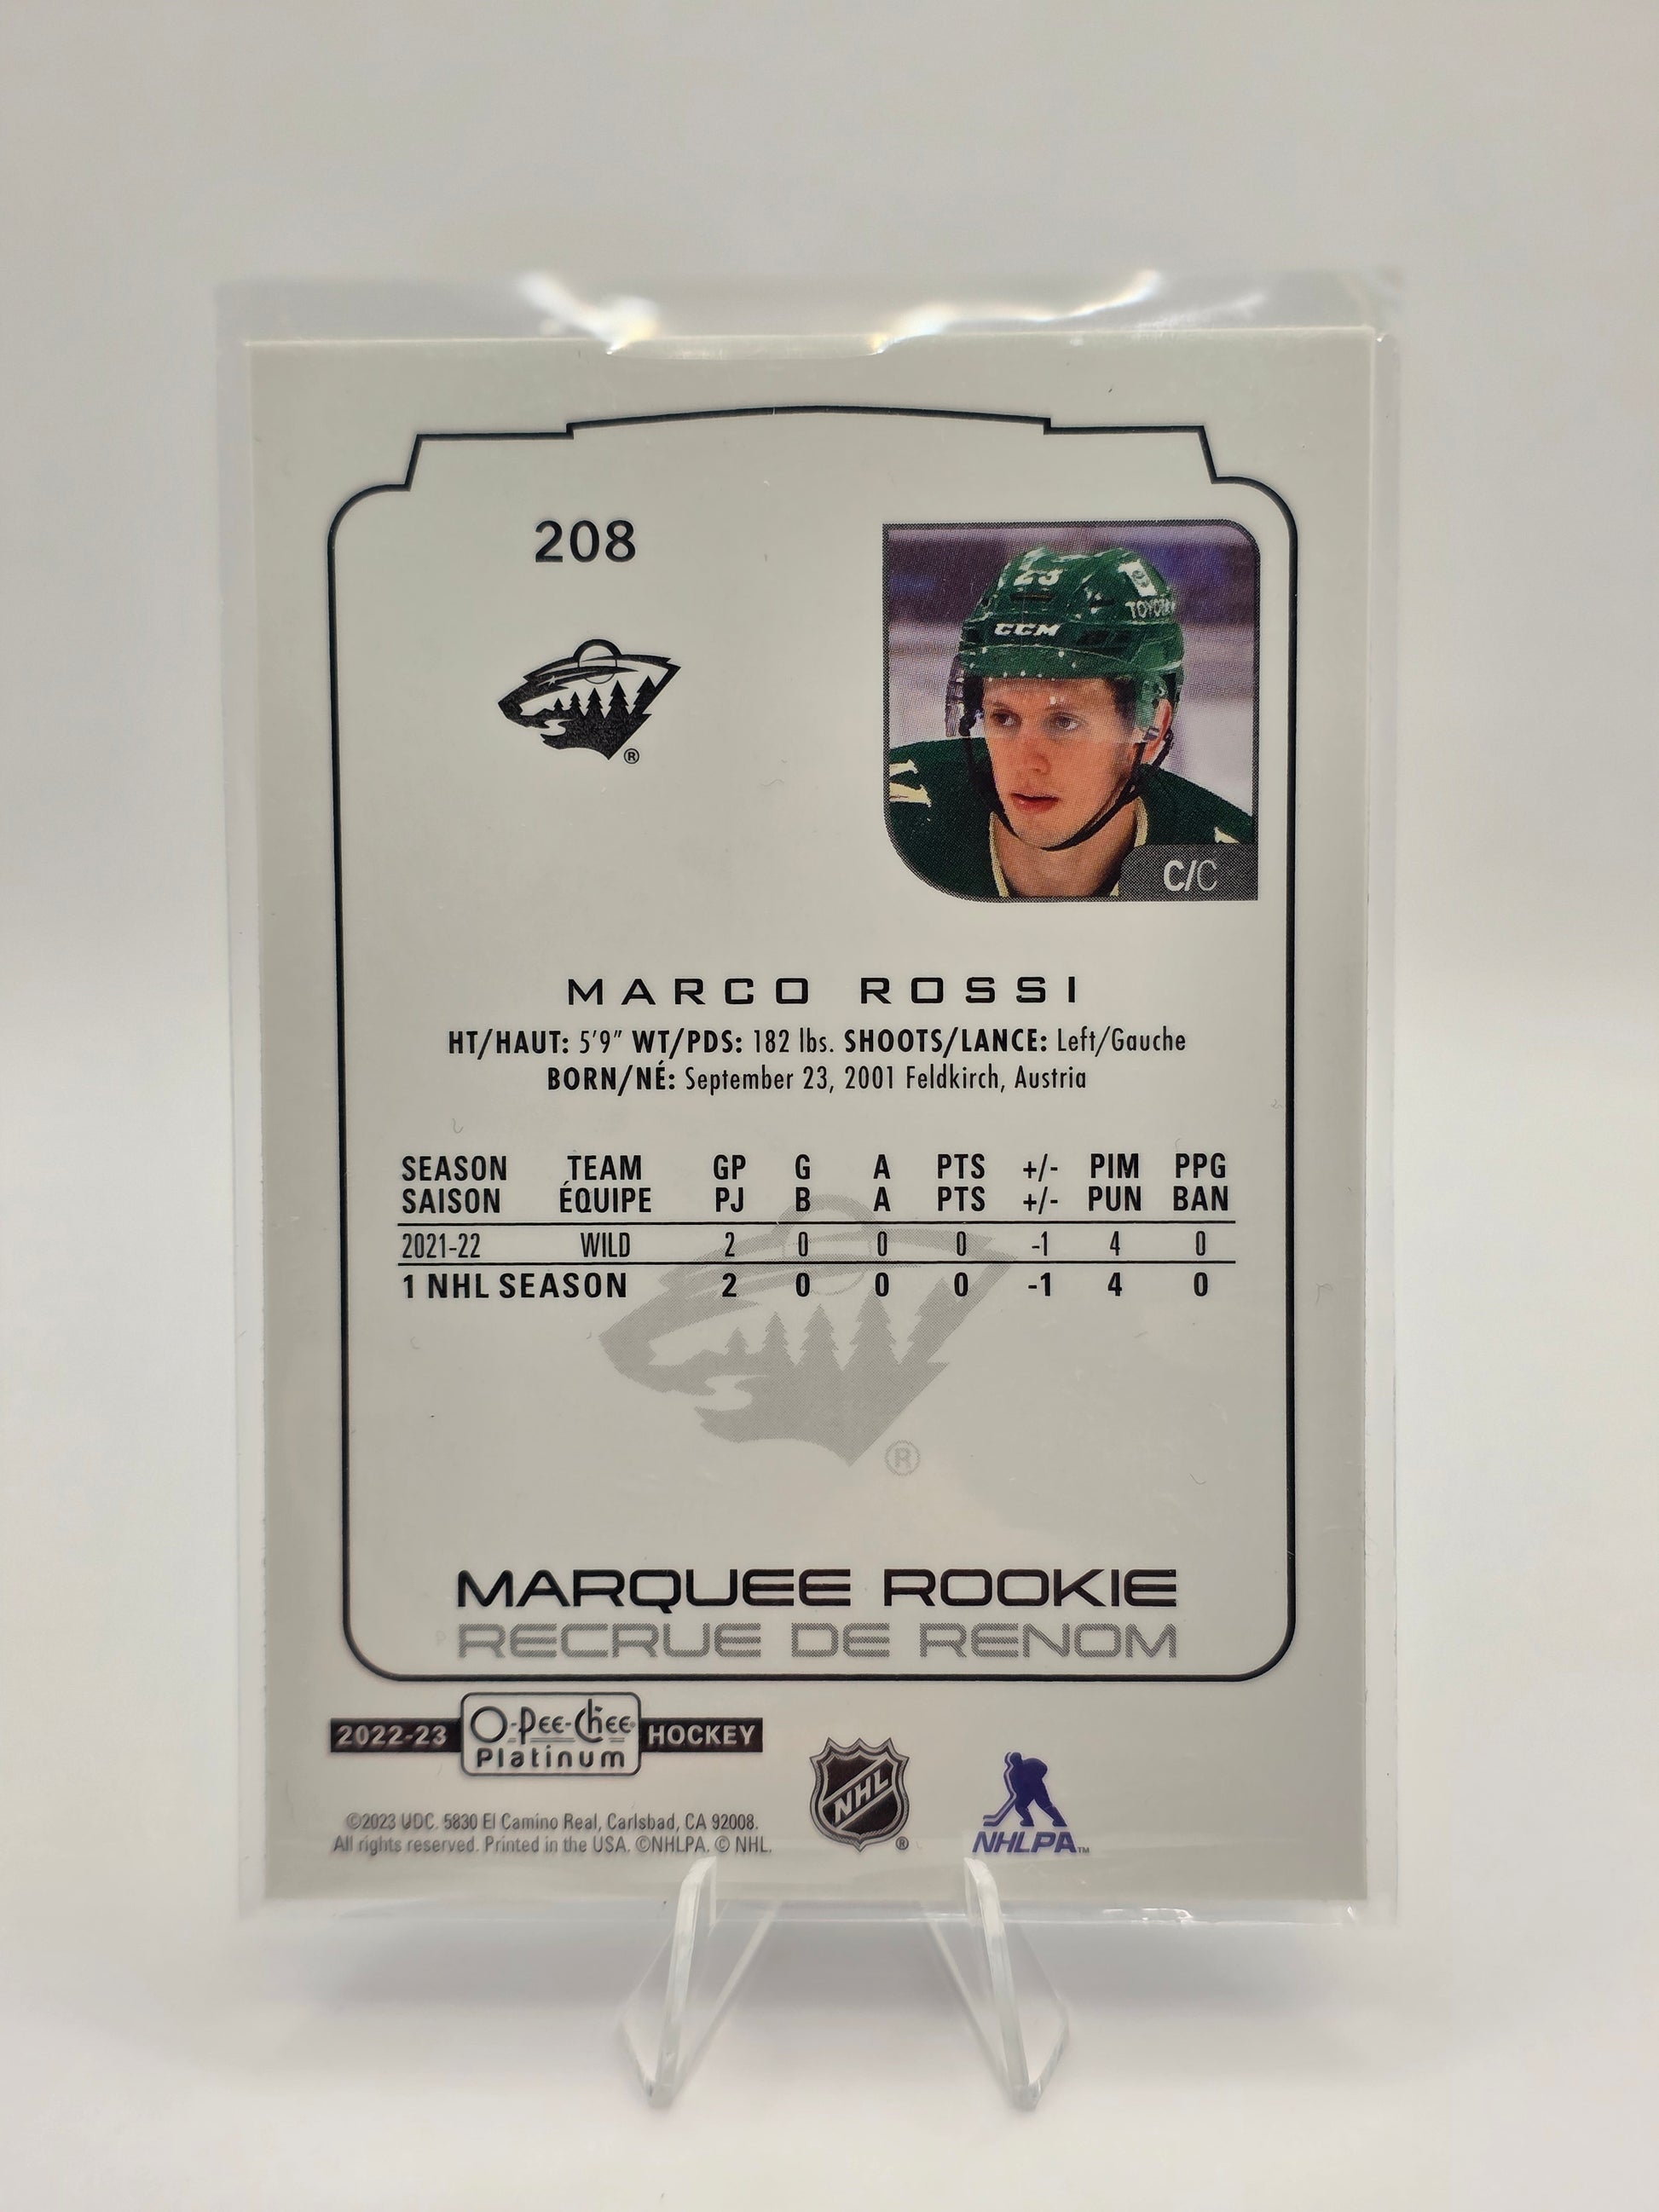 208
®
23
TOYOTA
CCM
C/C
MARCO ROSSI
HT/HAUT: 5'9" WT/PDS: 182 lbs. SHOOTS/LANCE: Left/Gauche
BORN/NÉ: September 23, 2001 Feldkirch, Austria
SEASON TEAM GP G A PTS +/- PIM PPG
SAISON ÉQUIPE PJ B A PTS +/- PUN BAN
2021-22 WILD 2 0 0 0 -1 4 0
1 NHL SEASON 2 0 0 0 -1 4 0
®
MARQUEE ROOKIE
RECRUE DE RENOM
2022-23 O-Pee-Chee Platinum HOCKEY
©2023 UDC. 5830 El Camino Real, Carlsbad, CA 92008.
All rights reserved. Printed in the USA. ©NHLPA. © NHL.
NHL ®
NHLPA™